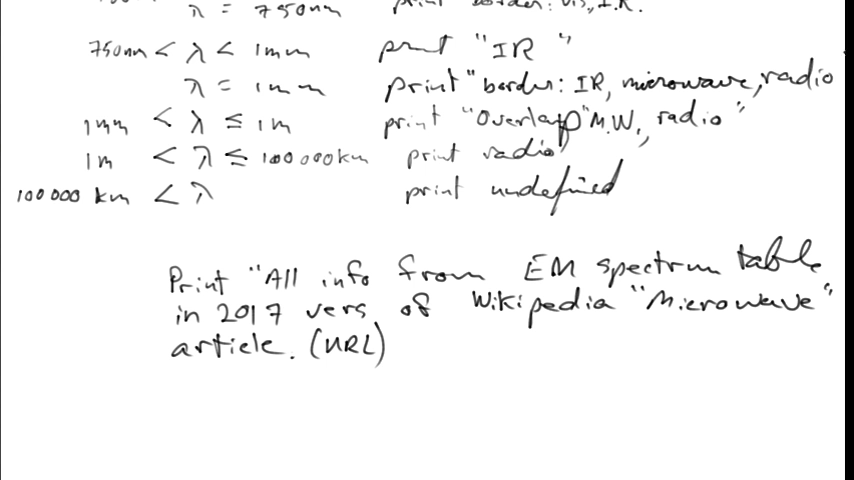 λ = 750nm print border: vis, I.R.
750nm < λ < 1mm print "IR"
λ = 1mm print "border: IR, microwave, radio
1mm < λ ≤ 1m print "Overlap" M.W., radio"
1m < λ ≤ 100 000km print radio
100 000 km < λ print undefined
Print "All info from EM spectrum table
in 2017 vers. of Wikipedia "Microwave"
article. (URL)